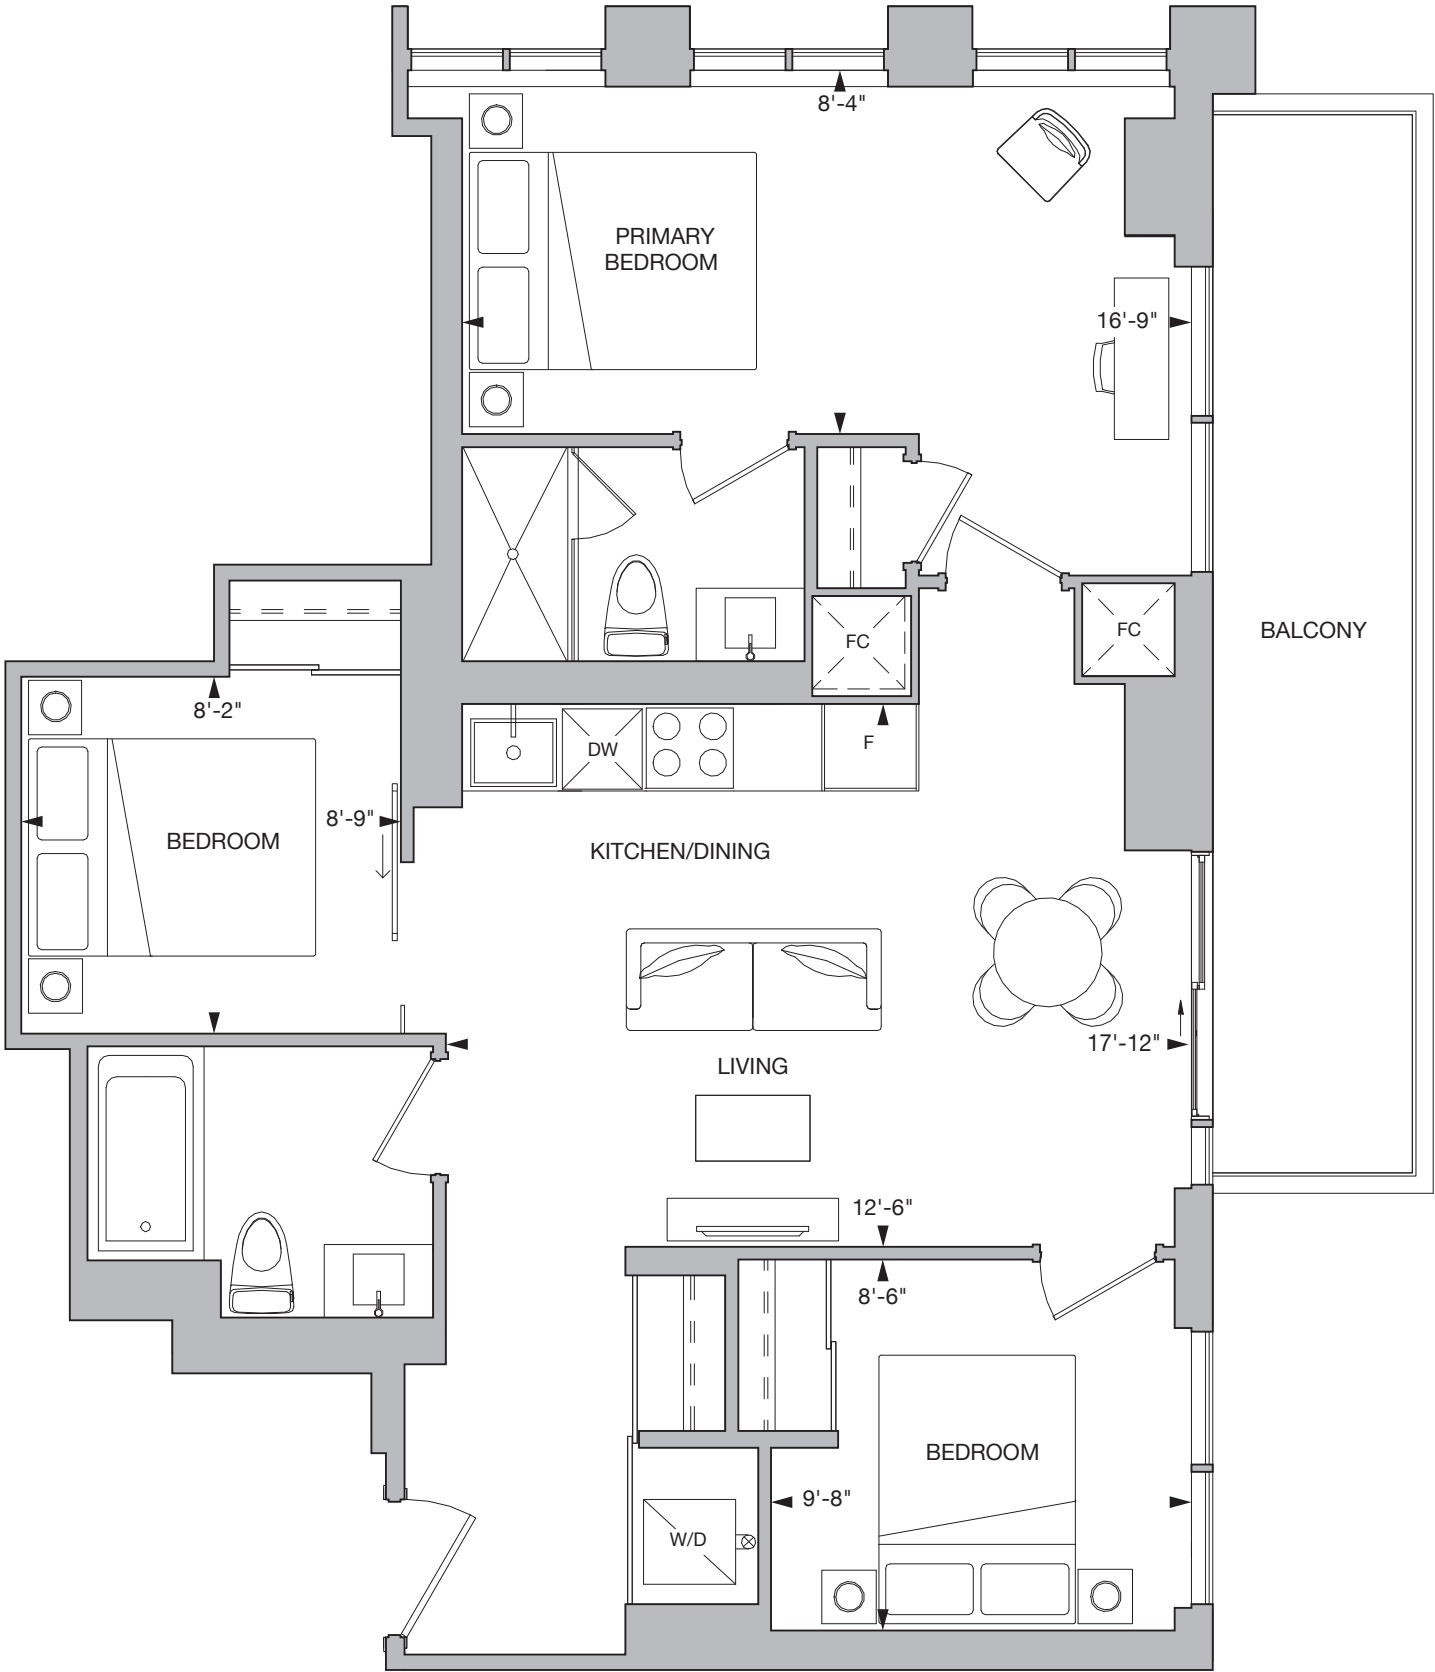 8'-4"
PRIMARY
BEDROOM
16'-9"
FC
FC
BALCONY
8'-2"
DW
F
8'-9"
BEDROOM
KITCHEN/DINING
17'-12"
LIVING
12'-6"
8'-6"
BEDROOM
9'-8"
W/D